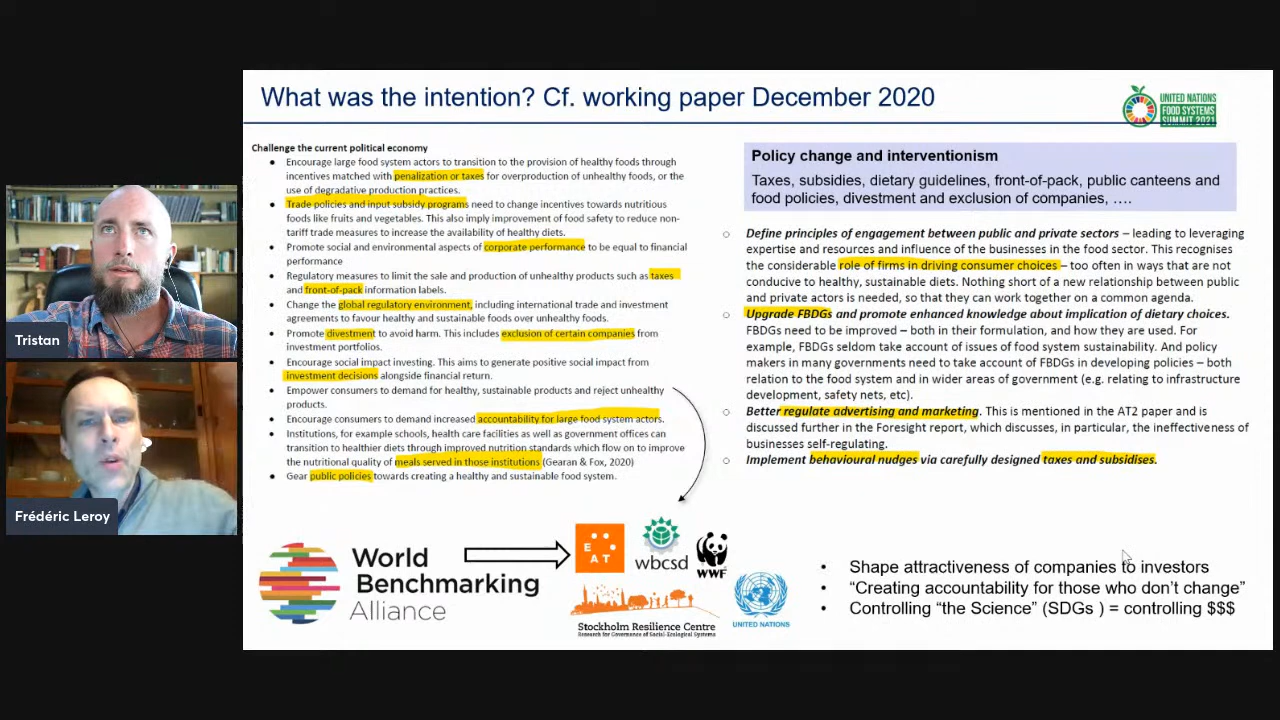 What was the intention? Cf. working paper December 2020
UNITED NATIONS
FOOD SYSTEMS
SUMMIT 2021
Challenge the current political economy
• Encourage large food system actors to transition to the provision of healthy foods through
incentives matched with penalization or taxes for overproduction of unhealthy foods, or the
use of degradative production practices.
• Trade policies and input subsidy programs need to change incentives towards nutritious
foods like fruits and vegetables. This also imply improvement of food safety to reduce non-
tariff trade measures to increase the availability of healthy diets.
• Promote social and environmental aspects of corporate performance to be equal to financial
performance
• Regulatory measures to limit the sale and production of unhealthy products such as taxes
and front-of-pack information labels.
• Change the global regulatory environment, including international trade and investment
agreements to favour healthy and sustainable foods over unhealthy foods.
• Promote divestment to avoid harm. This includes exclusion of certain companies from
investment portfolios.
• Encourage social impact investing. This aims to generate positive social impact from
investment decisions alongside financial return.
• Empower consumers to demand for healthy, sustainable products and reject unhealthy
products.
• Encourage consumers to demand increased accountability for large food system actors.
• Institutions, for example schools, health care facilities as well as government offices can
transition to healthier diets through improved nutrition standards which flow on to improve
the nutritional quality of meals served in those institutions (Gearan & Fox, 2020)
• Gear public policies towards creating a healthy and sustainable food system.
Policy change and interventionism
Taxes, subsidies, dietary guidelines, front-of-pack, public canteens and
food policies, divestment and exclusion of companies, ….
○ Define principles of engagement between public and private sectors – leading to leveraging
expertise and resources and influence of the businesses in the food sector. This recognises
the considerable role of firms in driving consumer choices – too often in ways that are not
conducive to healthy, sustainable diets. Nothing short of a new relationship between public
and private actors is needed, so that they can work together on a common agenda.
○ Upgrade FBDGs and promote enhanced knowledge about implication of dietary choices.
FBDGs need to be improved – both in their formulation, and how they are used. For
example, FBDGs seldom take account of issues of food system sustainability. And policy
makers in many governments need to take account of FBDGs in developing policies – both
relation to the food system and in wider areas of government (e.g. relating to infrastructure
development, safety nets, etc).
○ Better regulate advertising and marketing. This is mentioned in the AT2 paper and is
discussed further in the Foresight report, which discusses, in particular, the ineffectiveness of
businesses self-regulating.
○ Implement behavioural nudges via carefully designed taxes and subsidises.
Tristan
Frédéric Leroy
World
Benchmarking
Alliance
E A T
wbcsd
WWF
Stockholm Resilience Centre
Research for Governance of Social-Ecological Systems
UNITED NATIONS
• Shape attractiveness of companies to investors
• “Creating accountability for those who don’t change”
• Controlling “the Science” (SDGs ) = controlling $$$